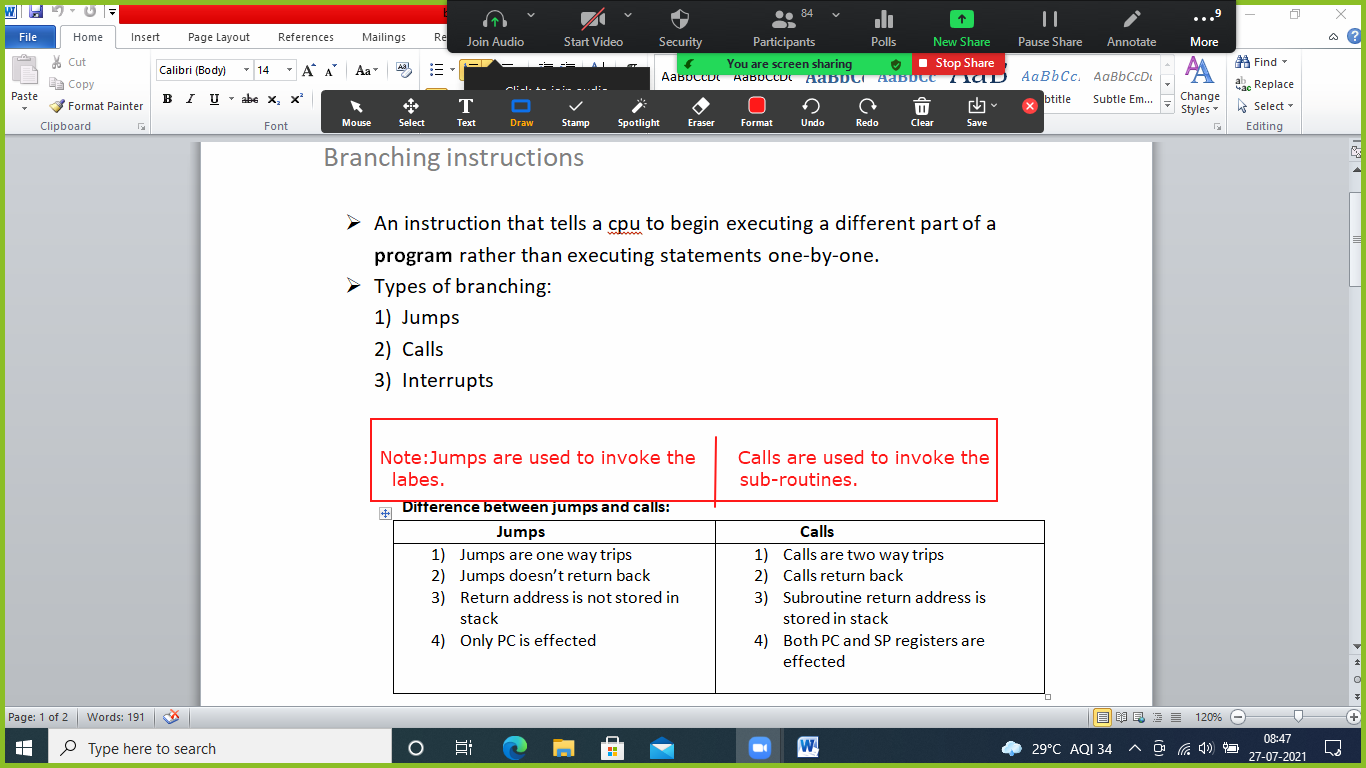 Join Audio
Start Video
Security
Participants 84
Polls
New Share
Pause Share
Annotate
More 9
File Home Insert Page Layout References Mailings
You are screen sharing Stop Share
Cut
Copy
Format Painter
Paste
Clipboard
Calibri (Body) 14
Font
Mouse Select Text Draw Stamp Spotlight Eraser Format Undo Redo Clear Save
Subtle Em...
Change Styles
Find
Replace
Select
Editing
Branching instructions
An instruction that tells a cpu to begin executing a different part of a
program rather than executing statements one-by-one.
Types of branching:
1) Jumps
2) Calls
3) Interrupts
Note:Jumps are used to invoke the
labes.
Calls are used to invoke the
sub-routines.
Difference between jumps and calls:
Jumps
1) Jumps are one way trips
2) Jumps doesn't return back
3) Return address is not stored in
stack
4) Only PC is effected
Calls
1) Calls are two way trips
2) Calls return back
3) Subroutine return address is
stored in stack
4) Both PC and SP registers are
effected
Page: 1 of 2 Words: 191 120%
Type here to search
29°C AQI 34
08:47
27-07-2021